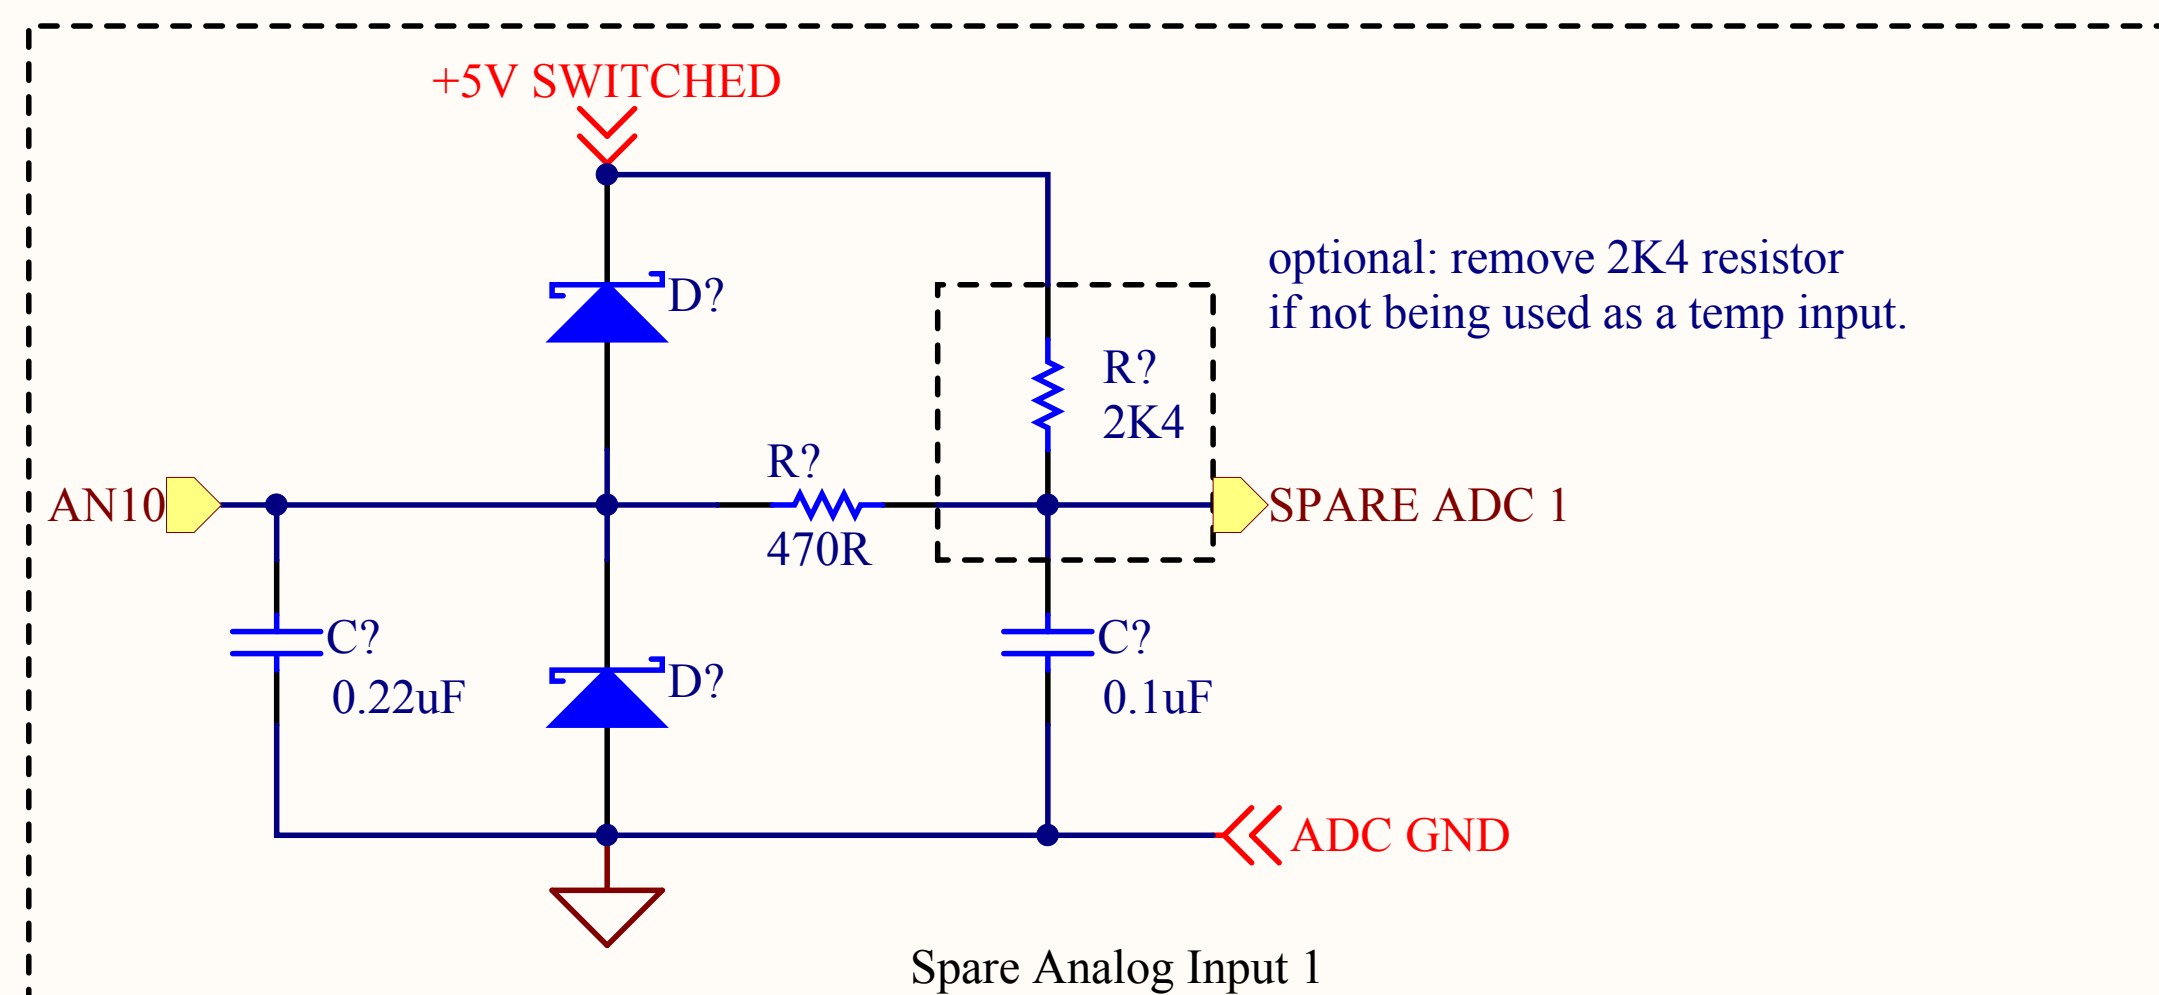 +5V SWITCHED
D?
optional: remove 2K4 resistor
if not being used as a temp input.
R?
2K4
R?
470R
AN10
SPARE ADC 1
C?
0.22uF
D?
C?
0.1uF
ADC GND
Spare Analog Input 1